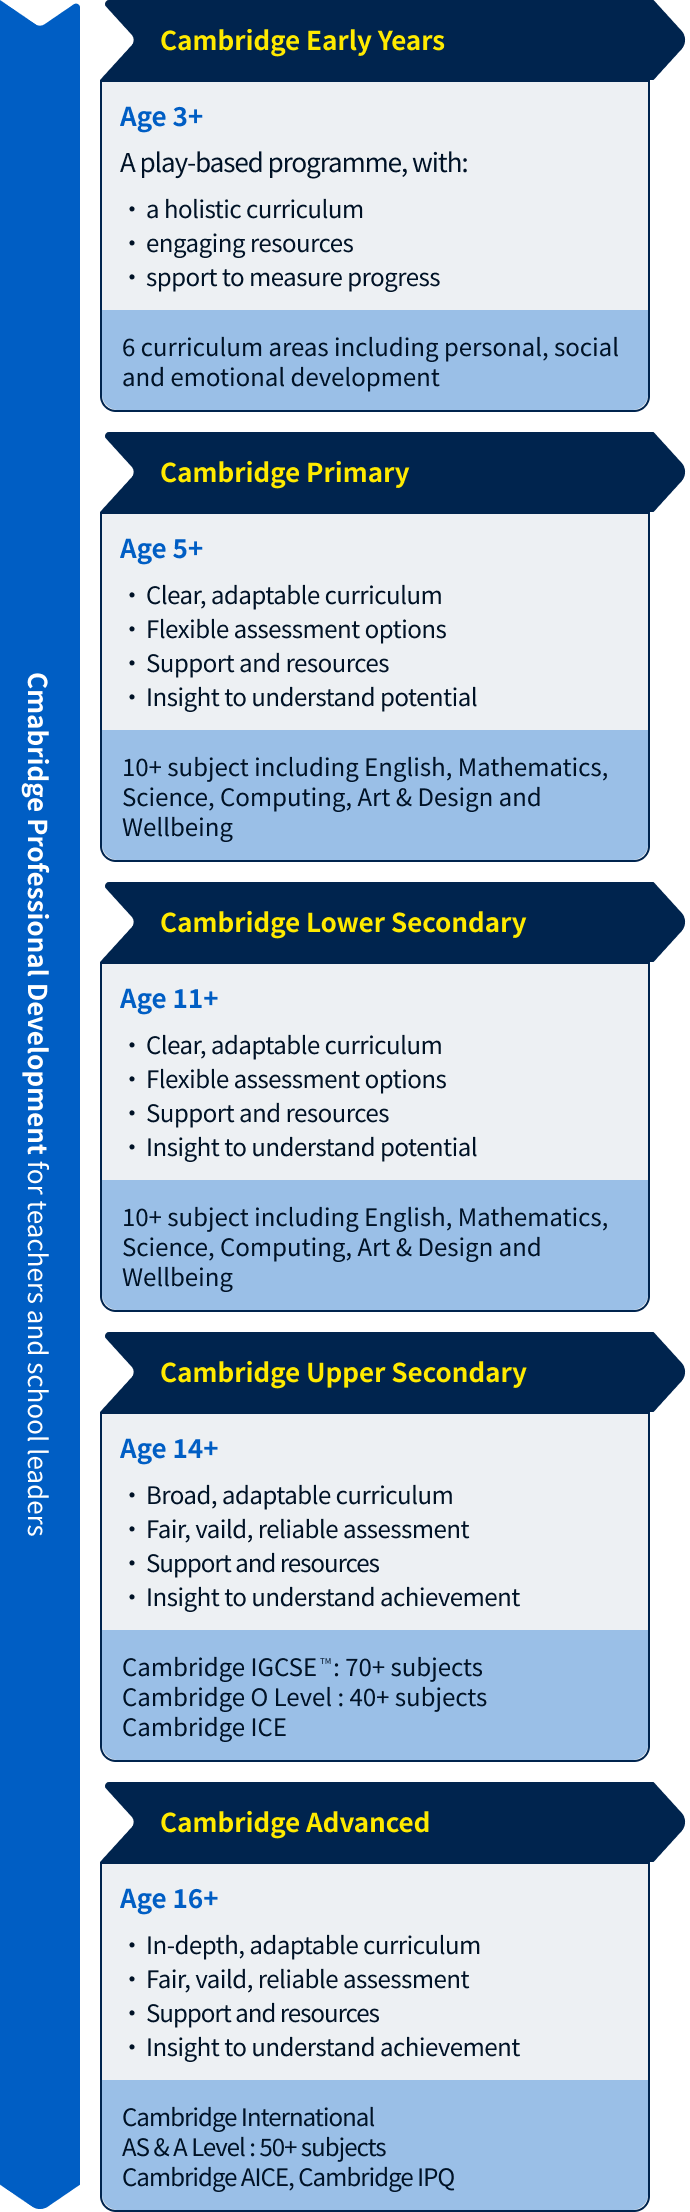 Cambridge Early Years
Age 3+
A play-based programme, with:
・a holistic curriculum
・engaging resources
・spport to measure progress
6 curriculum areas including personal, social
and emotional development
Cambridge Primary
Age 5+
・Clear, adaptable curriculum
・Flexible assessment options
・Support and resources
・Insight to understand potential
10+ subject including English, Mathematics,
Science, Computing, Art & Design and
Wellbeing
Cambridge Lower Secondary
Age 11+
・Clear, adaptable curriculum
・Flexible assessment options
・Support and resources
・Insight to understand potential
10+ subject including English, Mathematics,
Science, Computing, Art & Design and
Wellbeing
Cambridge Upper Secondary
Age 14+
・Broad, adaptable curriculum
・Fair, vaild, reliable assessment
・Support and resources
・Insight to understand achievement
Cambridge IGCSE™: 70+ subjects
Cambridge O Level : 40+ subjects
Cambridge ICE
Cambridge Advanced
Age 16+
・In-depth, adaptable curriculum
・Fair, vaild, reliable assessment
・Support and resources
・Insight to understand achievement
Cambridge International
AS & A Level : 50+ subjects
Cambridge AICE, Cambridge IPQ
Cmabridge Professional Development for teachers and school leaders